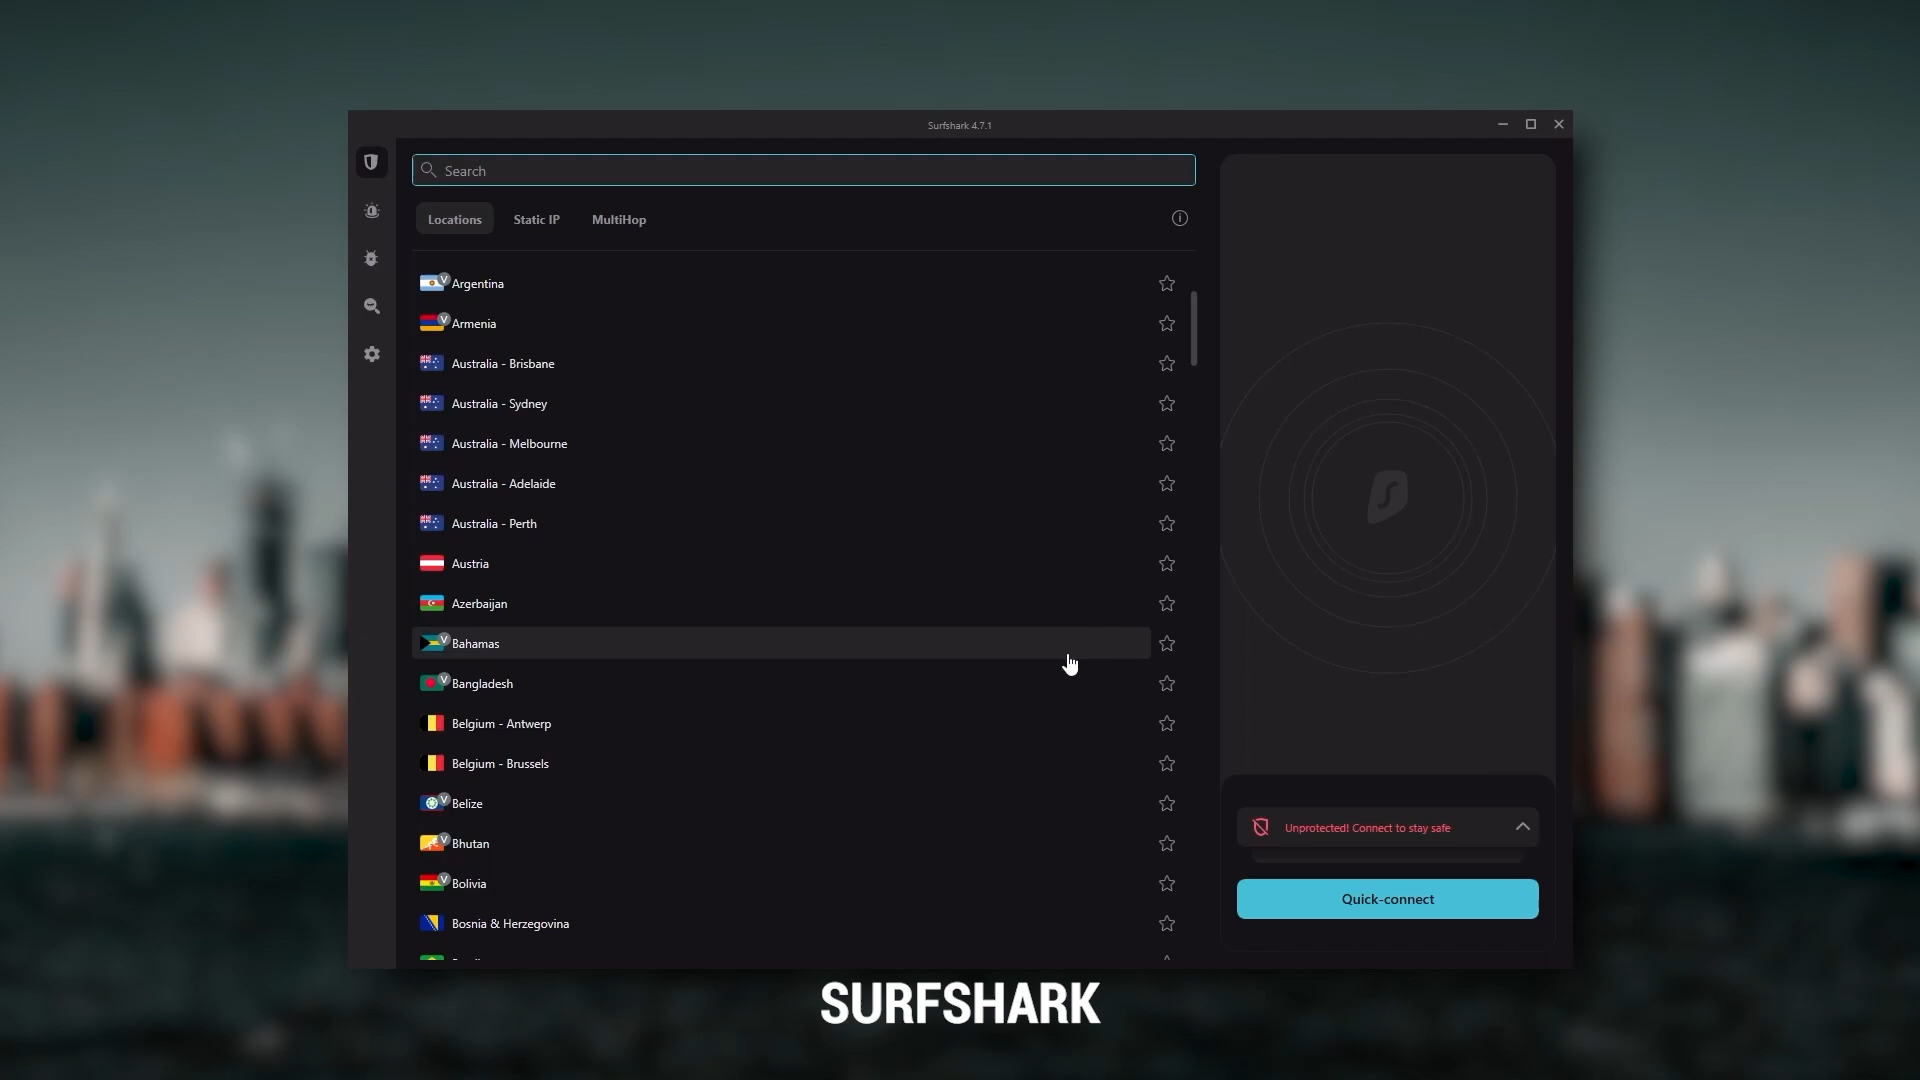 Surfshark 4.7.1
Search
Locations
Static IP
MultiHop
V Argentina
V Armenia
Australia - Brisbane
Australia - Sydney
Australia - Melbourne
Australia - Adelaide
Australia - Perth
Austria
Azerbaijan
V Bahamas
V Bangladesh
Belgium - Antwerp
Belgium - Brussels
V Belize
V Bhutan
V Bolivia
Bosnia & Herzegovina
Unprotected! Connect to stay safe
Quick-connect
SURFSHARK